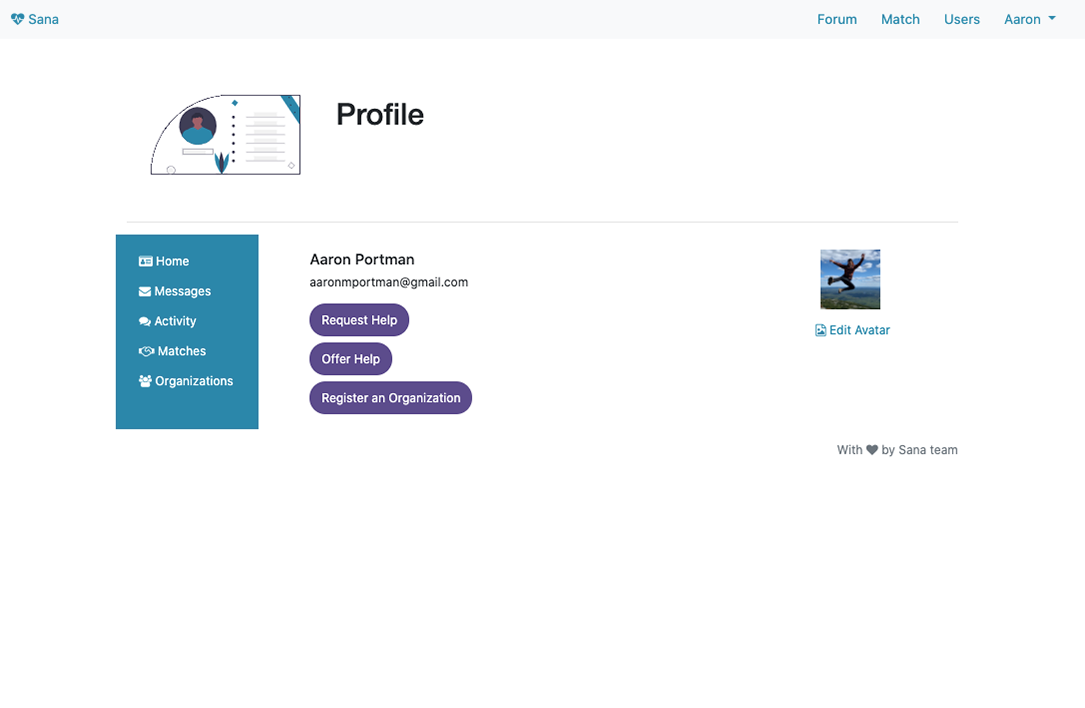 Sana
Forum
Match
Users
Aaron
Profile
Home
Messages
Activity
Matches
Organizations
Aaron Portman
aaronmportman@gmail.com
Request Help
Offer Help
Register an Organization
Edit Avatar
With ♥ by Sana team